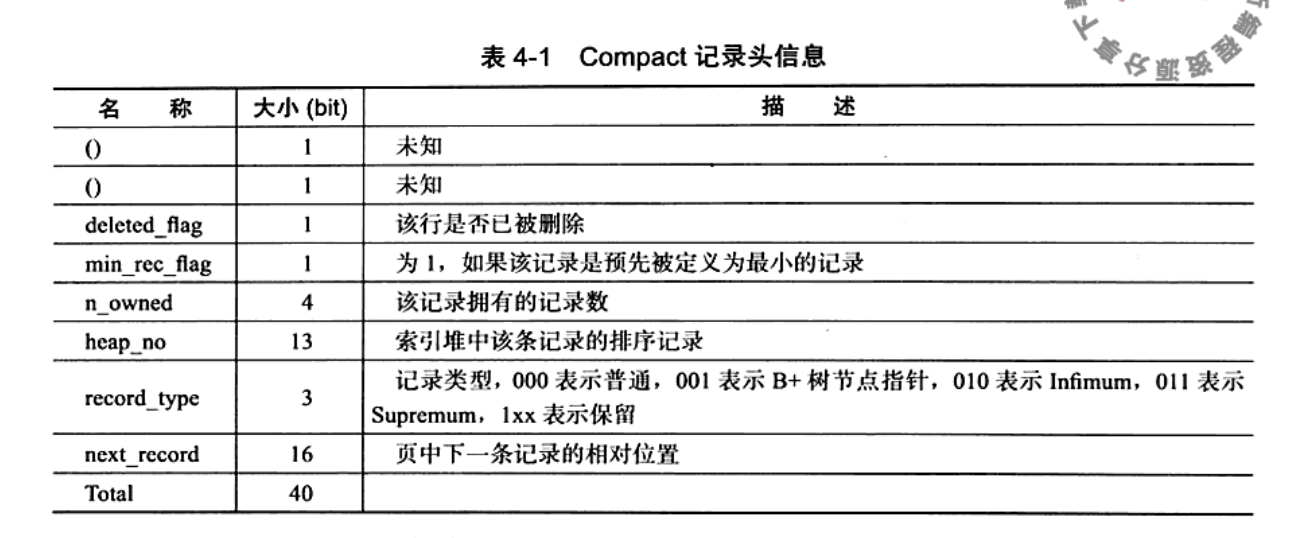 表 4-1 Compact 记录头信息
名 称 大小 (bit) 描 述
() 1 未知
() 1 未知
deleted_flag 1 该行是否已被删除
min_rec_flag 1 为 1，如果该记录是预先被定义为最小的记录
n_owned 4 该记录拥有的记录数
heap_no 13 索引堆中该条记录的排序记录
record_type 3 记录类型，000 表示普通，001 表示 B+ 树节点指针，010 表示 Infimum，011 表示
Supremum，1xx 表示保留
next_record 16 页中下一条记录的相对位置
Total 40